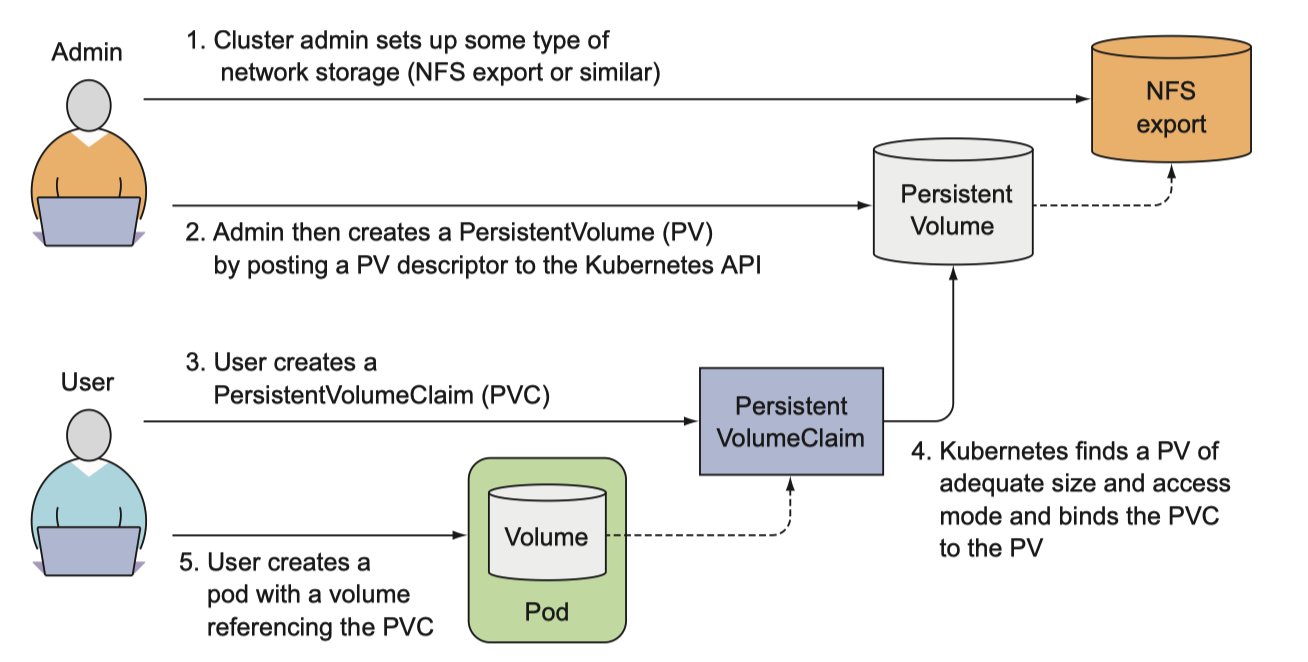 Admin
1. Cluster admin sets up some type of
network storage (NFS export or similar)
NFS
export
Persistent
Volume
2. Admin then creates a PersistentVolume (PV)
by posting a PV descriptor to the Kubernetes API
User
3. User creates a
PersistentVolumeClaim (PVC)
Persistent
VolumeClaim
4. Kubernetes finds a PV of
adequate size and access
mode and binds the PVC
to the PV
Volume
Pod
5. User creates a
pod with a volume
referencing the PVC